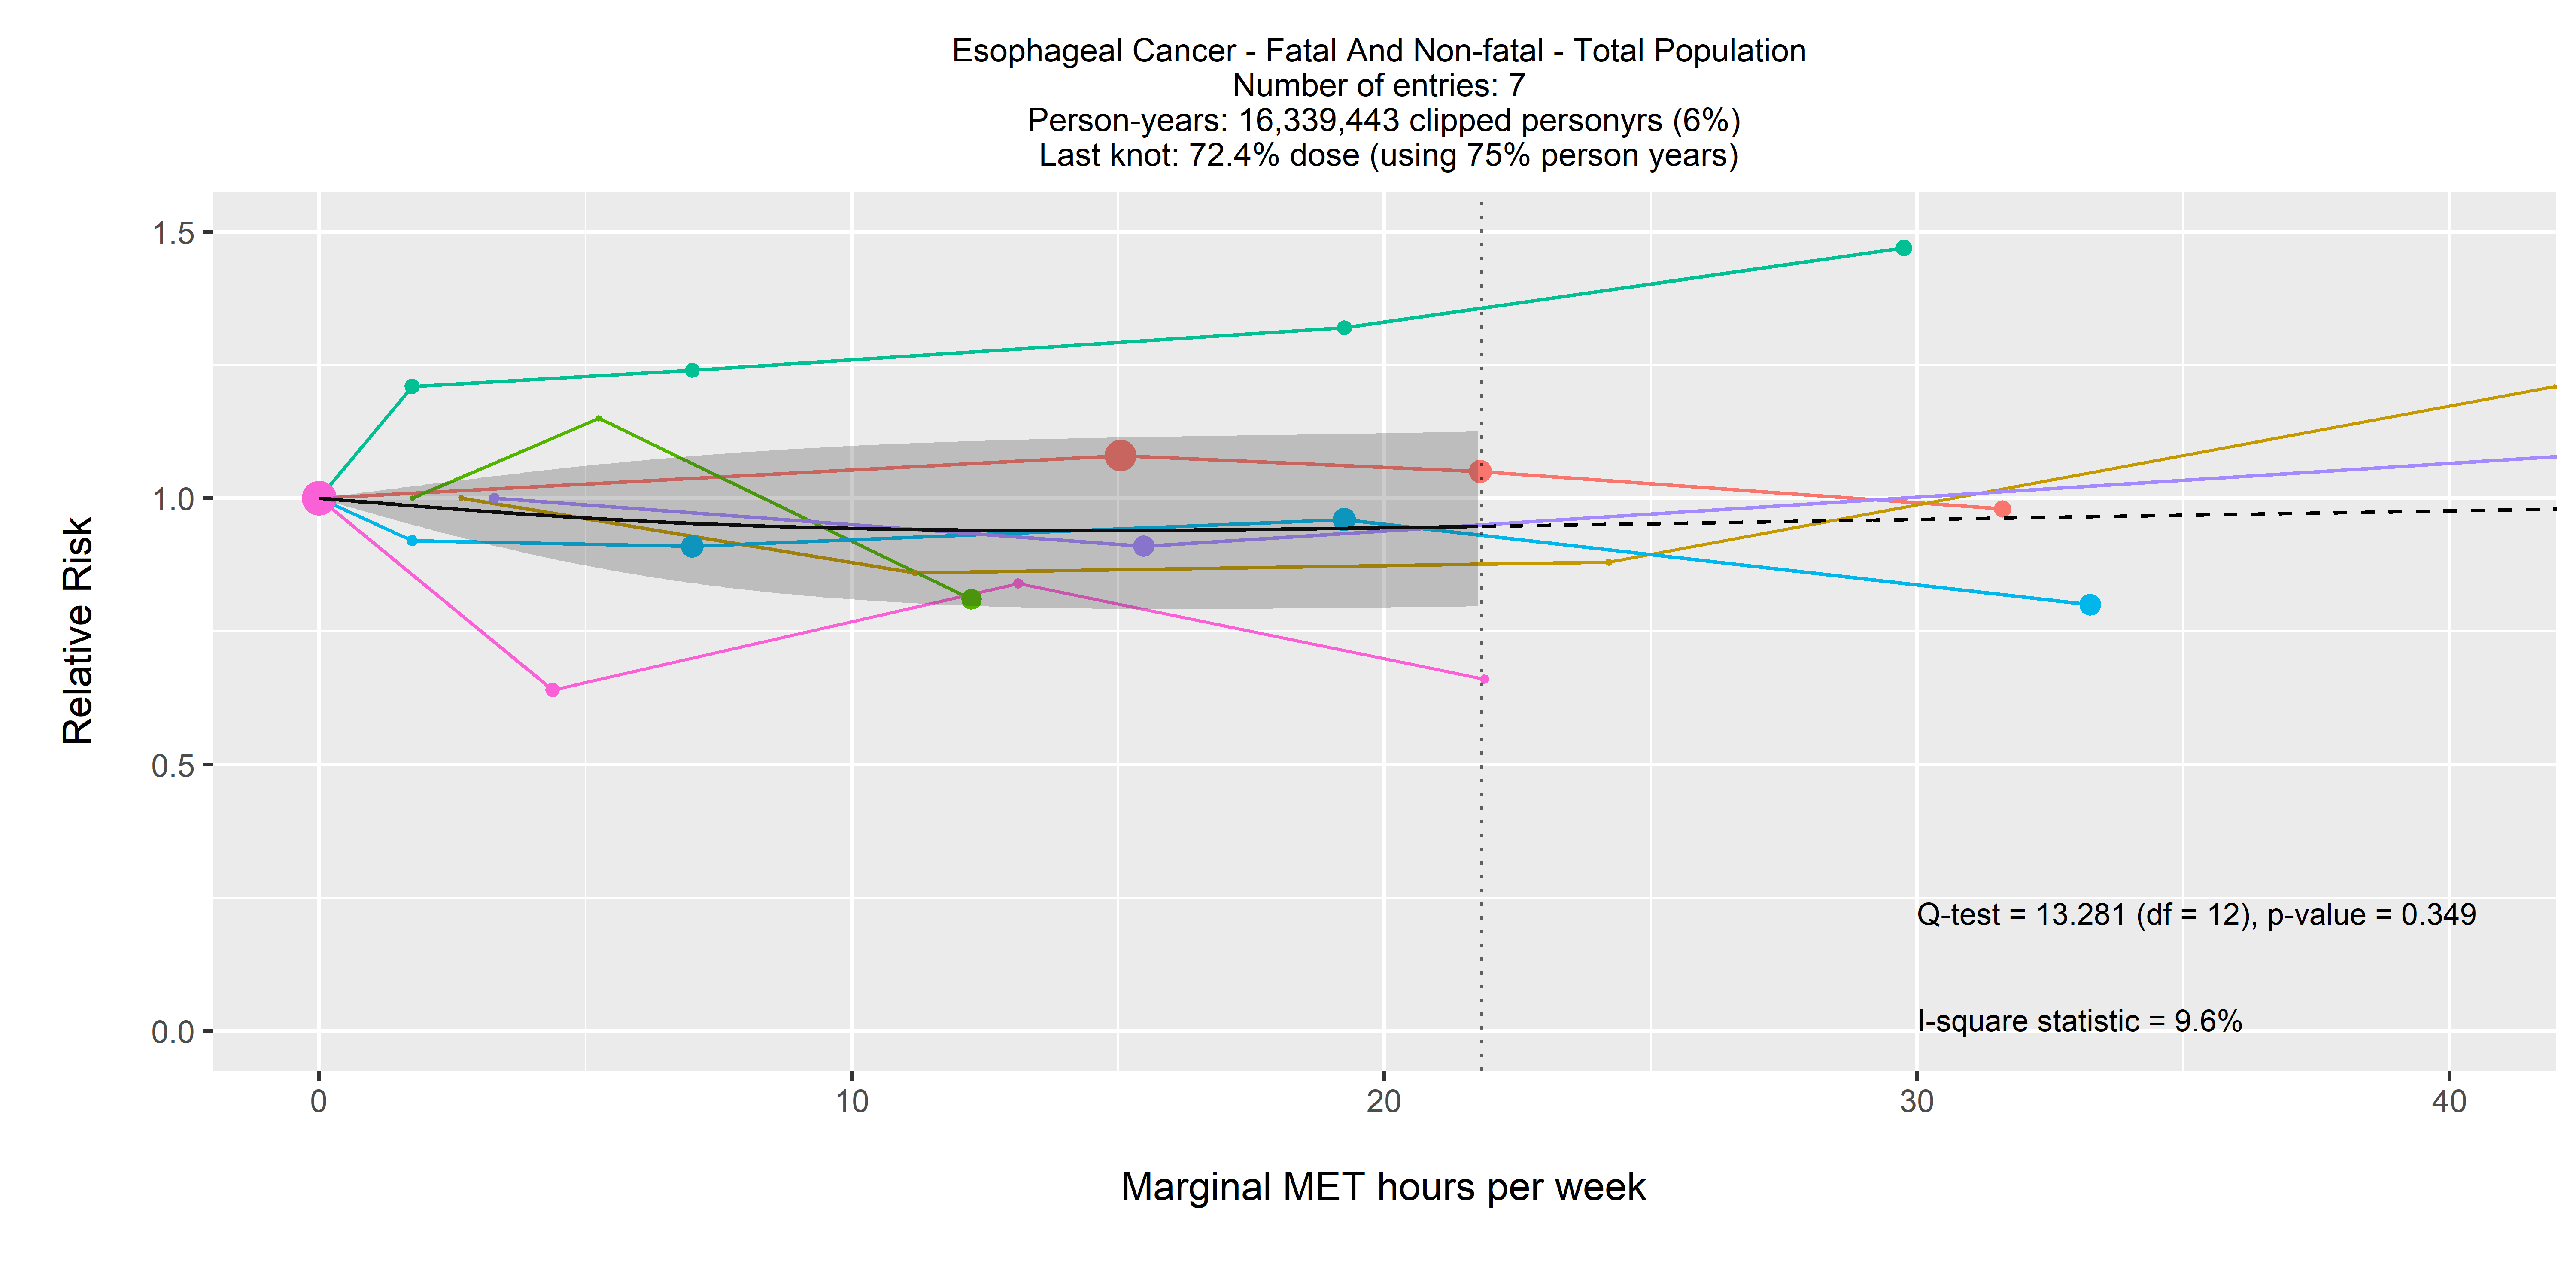 Esophageal Cancer - Fatal And Non-fatal - Total Population
Number of entries: 7
Person-years: 16,339,443 clipped personyrs (6%)
Last knot: 72.4% dose (using 75% person years)
1.5
1.0
0.5
0.0
Relative Risk
Q-test = 13.281 (df = 12), p-value = 0.349
I-square statistic = 9.6%
0 10 20 30 40
Marginal MET hours per week